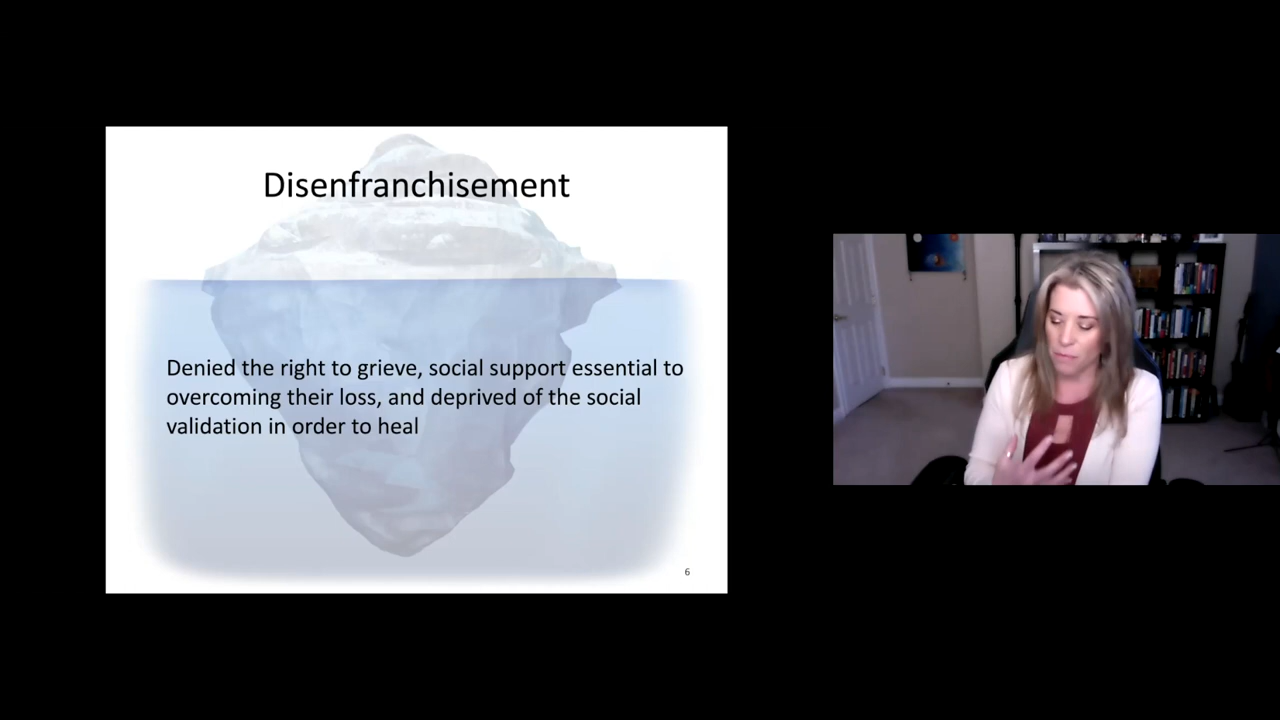 Disenfranchisement
Denied the right to grieve, social support essential to
overcoming their loss, and deprived of the social
validation in order to heal
6